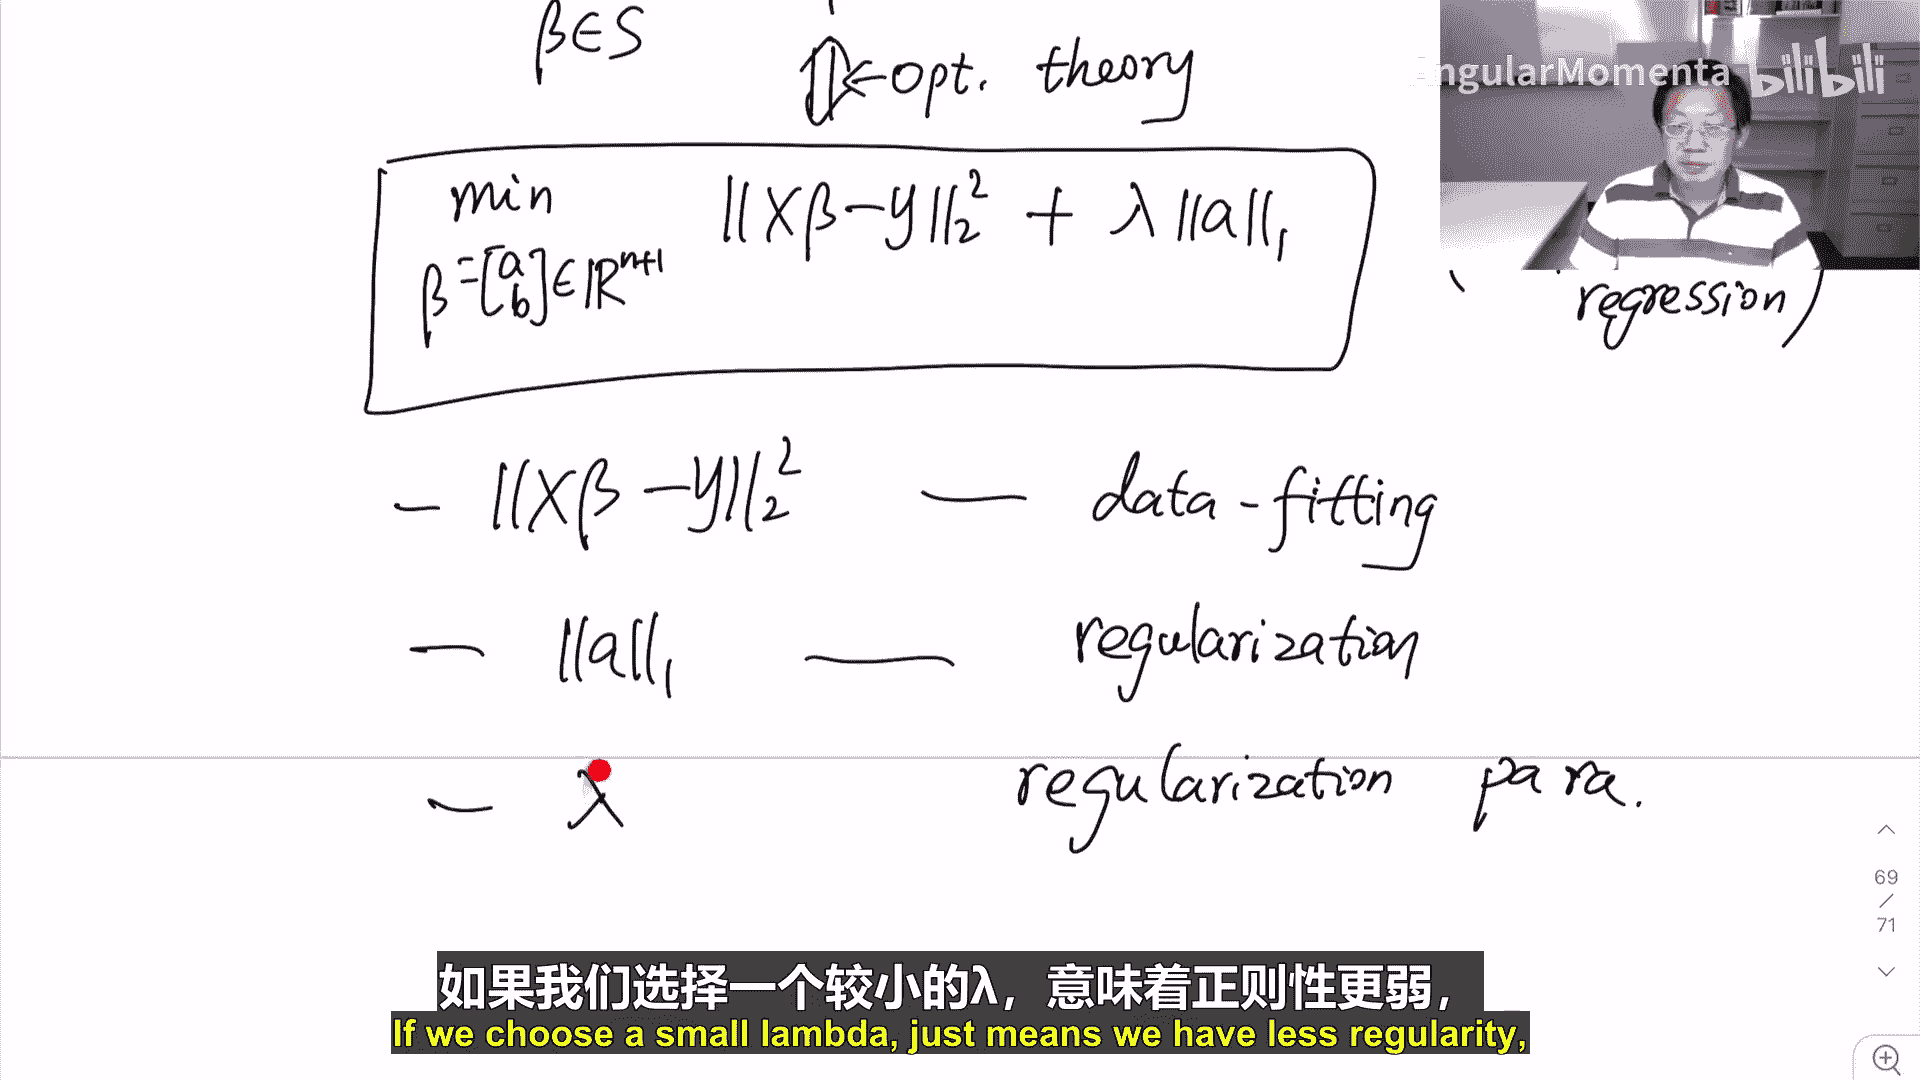 β∈S
⇕ ← opt. theory
ngularMomenta bilibili
min ||Xβ-y||₂² + λ||a||₁
β=[a b]∈ℝⁿ⁺¹
regression)
- ||Xβ-y||₂² — data-fitting
- ||a||₁ — regularization
- λ regularization para.
69
/
71
如果我们选择一个较小的λ，意味着正则性更弱，
If we choose a small lambda, just means we have less regularity,